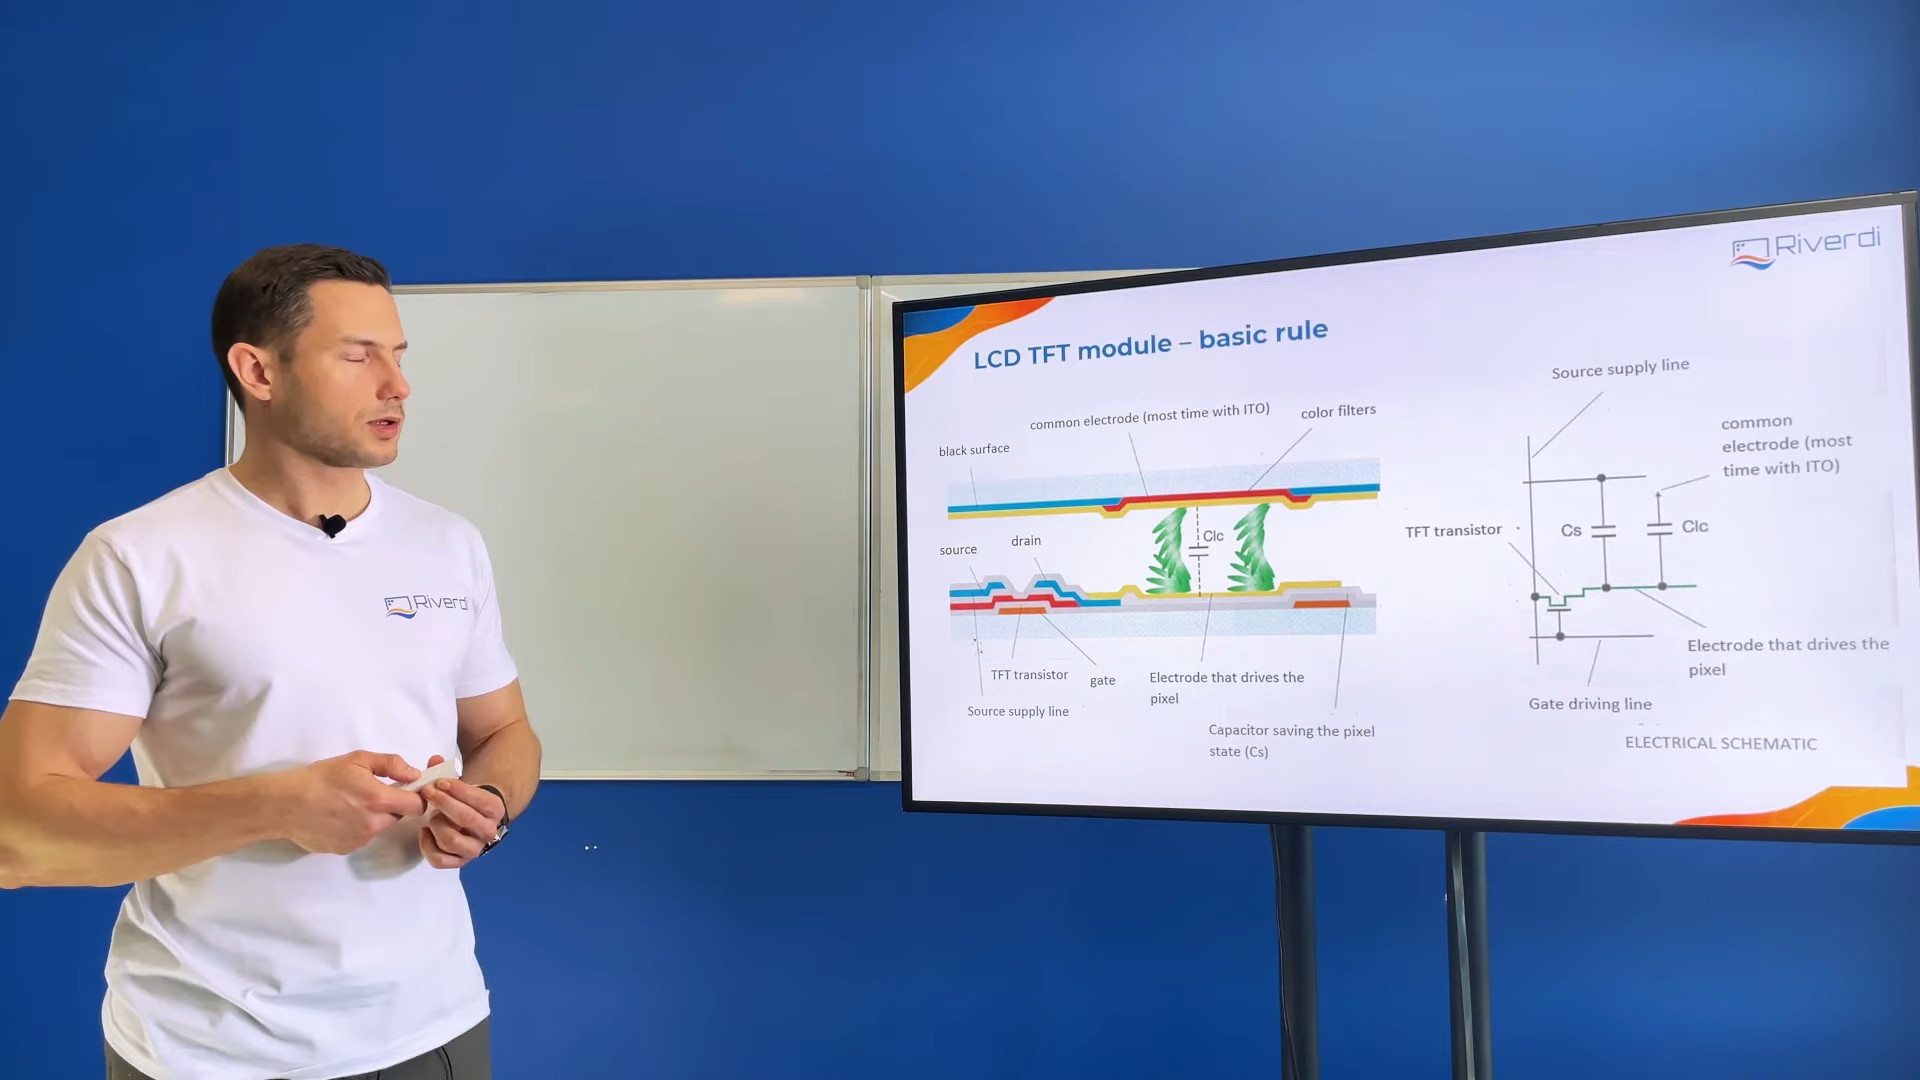 Riverdi
Riverdi
LCD TFT module – basic rule
common electrode (most time with ITO)
color filters
black surface
source
drain
Clc
TFT transistor
gate
Source supply line
Electrode that drives the
pixel
Capacitor saving the pixel
state (Cs)
Source supply line
common
electrode (most
time with ITO)
TFT transistor
Cs
Clc
Electrode that drives the
pixel
Gate driving line
ELECTRICAL SCHEMATIC